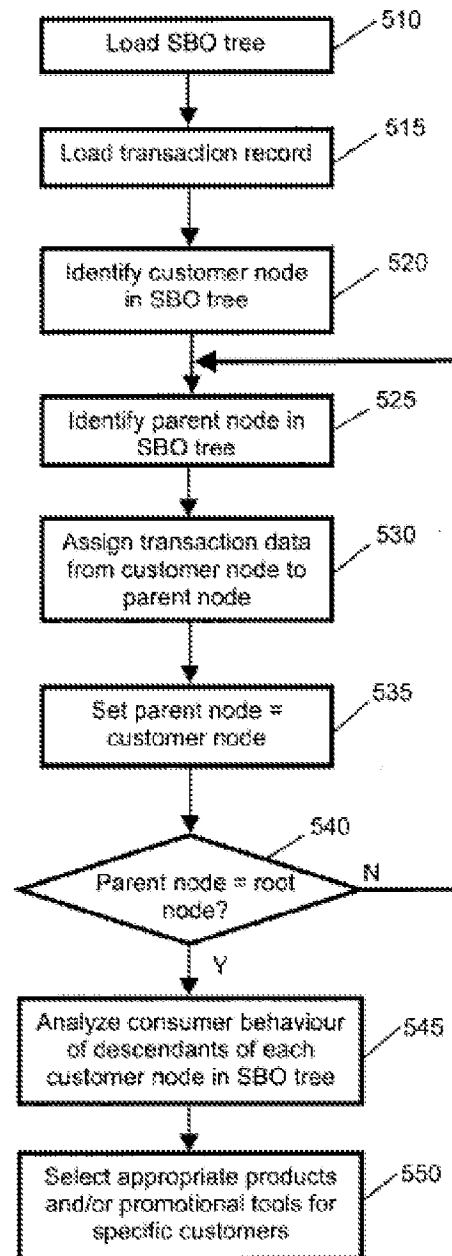 Load SBO tree
510
Load transaction record
515
Identify customer node
in SBO tree
520
Identify parent node in
SBO tree
525
Assign transaction data
from customer node to
parent node
530
Set parent node =
customer node
535
540
Parent node = root
node?
N
Y
Analyze consumer behaviour
of descendants of each
customer node in SBO tree
545
Select appropriate products
and/or promotional tools for
specific customers
550